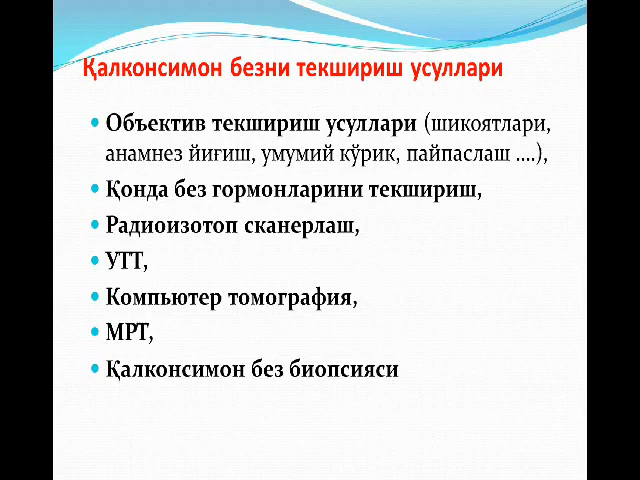 Қалконсимон безни текшириш усуллари
• Объектив текшириш усуллари (шикоятлари,
анамнез йиғиш, умумий кўрик, пайпаслаш ....),
• Қонда без гормонларини текшириш,
• Радиоизотоп сканерлаш,
• УТТ,
• Компьютер томография,
• МРТ,
• Қалконсимон без биопсияси